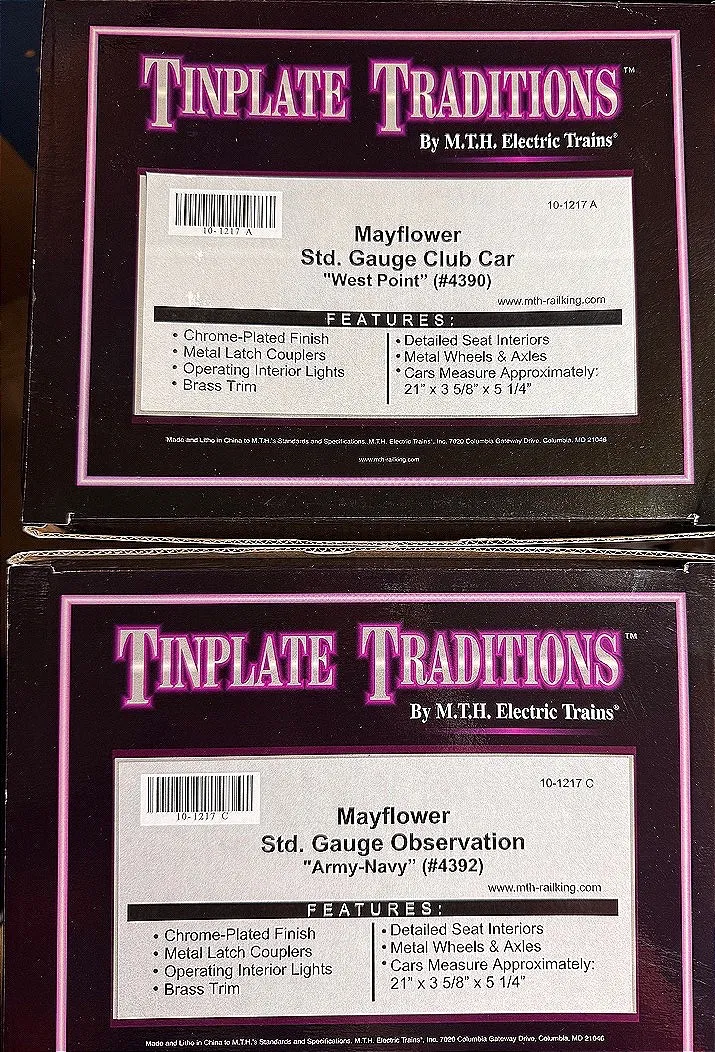 TINPLATE TRADITIONS™
By M.T.H. Electric Trains®
10-1217 A
10-1217 A
Mayflower
Std. Gauge Club Car
"West Point" (#4390)
www.mth-railking.com
FEATURES:
• Chrome-Plated Finish
• Metal Latch Couplers
• Operating Interior Lights
• Brass Trim
• Detailed Seat Interiors
• Metal Wheels & Axles
• Cars Measure Approximately:
21" x 3 5/8" x 5 1/4"
Made and Litho in China to M.T.H.'s Standards and Specifications. M.T.H. Electric Trains®, Inc. 7020 Columbia Gateway Drive, Columbia, MD 21046
www.mth-railking.com
TINPLATE TRADITIONS™
By M.T.H. Electric Trains®
10-1217 C
10-1217 C
Mayflower
Std. Gauge Observation
"Army-Navy" (#4392)
www.mth-railking.com
FEATURES:
• Chrome-Plated Finish
• Metal Latch Couplers
• Operating Interior Lights
• Brass Trim
• Detailed Seat Interiors
• Metal Wheels & Axles
• Cars Measure Approximately:
21" x 3 5/8" x 5 1/4"
Made and Litho in China to M.T.H.'s Standards and Specifications. M.T.H. Electric Trains®, Inc. 7020 Columbia Gateway Drive, Columbia, MD 21046